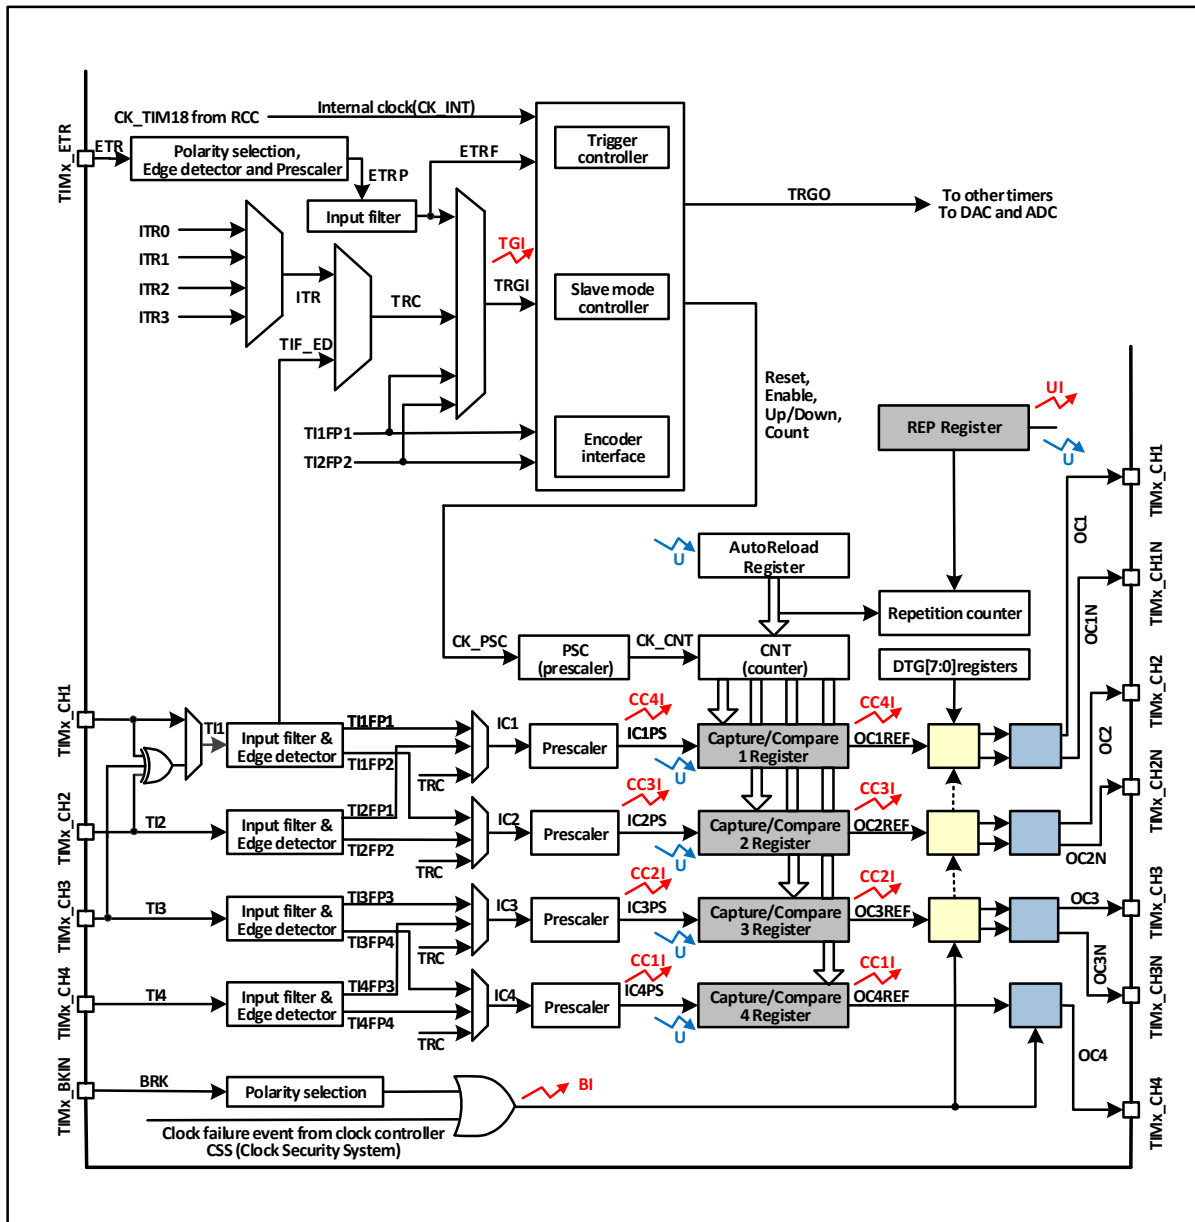 CK_TIM18 from RCC
Internal clock(CK_INT)
TIMx_ETR
ETR
Polarity selection,
Edge detector and Prescaler
ETRP
ETRF
Input filter
Trigger
controller
TRGO
To other timers
To DAC and ADC
ITR0
ITR1
ITR2
ITR3
ITR
TRC
TGI
TRGI
Slave mode
controller
TIF_ED
Reset,
Enable,
Up/Down,
Count
TI1FP1
TI2FP2
Encoder
interface
REP Register
UI
U
TIMx_CH1
OC1
U
AutoReload
Register
Repetition counter
TIMx_CH1N
OC1N
CK_PSC
PSC
(prescaler)
CK_CNT
CNT
(counter)
DTG[7:0]registers
TIMx_CH2
OC2
TIMx_CH1
TI1
Input filter &
Edge detector
TI1FP1
TI1FP2
TRC
IC1
Prescaler
CC4I
IC1PS
U
Capture/Compare
1 Register
CC4I
OC1REF
TIMx_CH2N
OC2N
TIMx_CH2
TI2
Input filter &
Edge detector
TI2FP1
TI2FP2
TRC
IC2
Prescaler
CC3I
IC2PS
U
Capture/Compare
2 Register
CC3I
OC2REF
TIMx_CH3
TI3
Input filter &
Edge detector
TI3FP3
TI3FP4
TRC
IC3
Prescaler
CC2I
IC3PS
U
Capture/Compare
3 Register
CC2I
OC3REF
OC3
TIMx_CH3
OC3N
TIMx_CH3N
TIMx_CH4
TI4
Input filter &
Edge detector
TI4FP3
TI4FP4
TRC
IC4
Prescaler
CC1I
IC4PS
U
Capture/Compare
4 Register
CC1I
OC4REF
OC4
TIMx_CH4
TIMx_BKIN
BRK
Polarity selection
BI
Clock failure event from clock controller
CSS (Clock Security System)